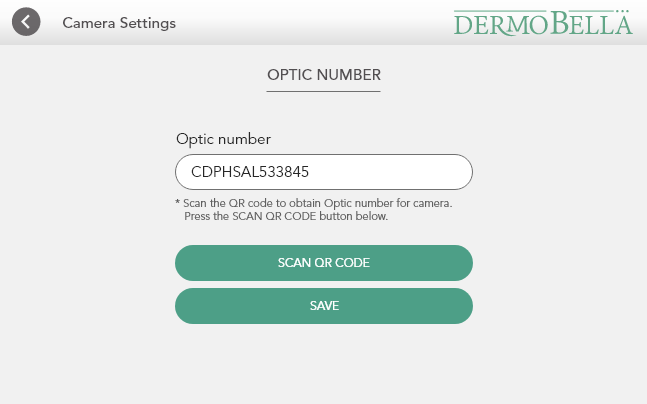 Camera Settings
DERMOBELLA
OPTIC NUMBER
Optic number
CDPHSAL533845
* Scan the QR code to obtain Optic number for camera.
Press the SCAN QR CODE button below.
SCAN QR CODE
SAVE